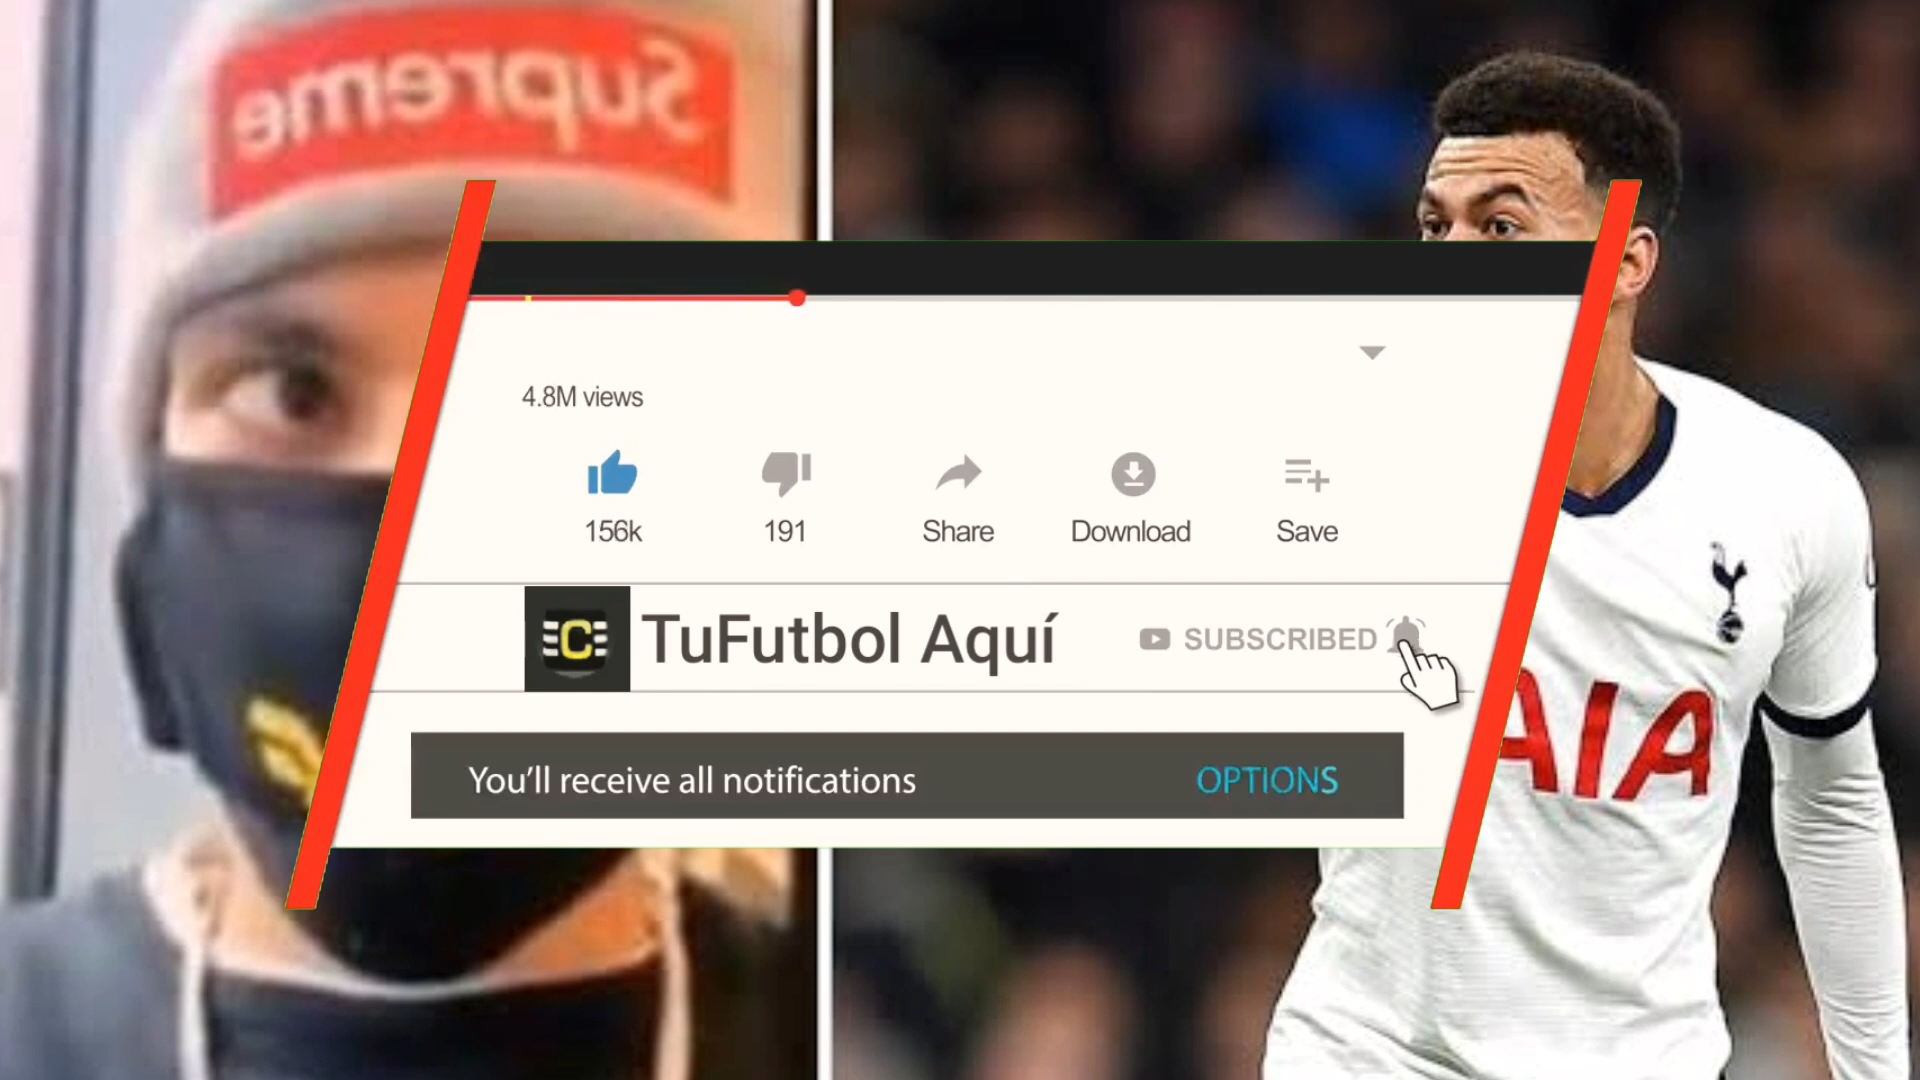 Supreme
4.8M views
156k 191 Share Download Save
C TuFutbol Aquí SUBSCRIBED
You'll receive all notifications OPTIONS
AIA